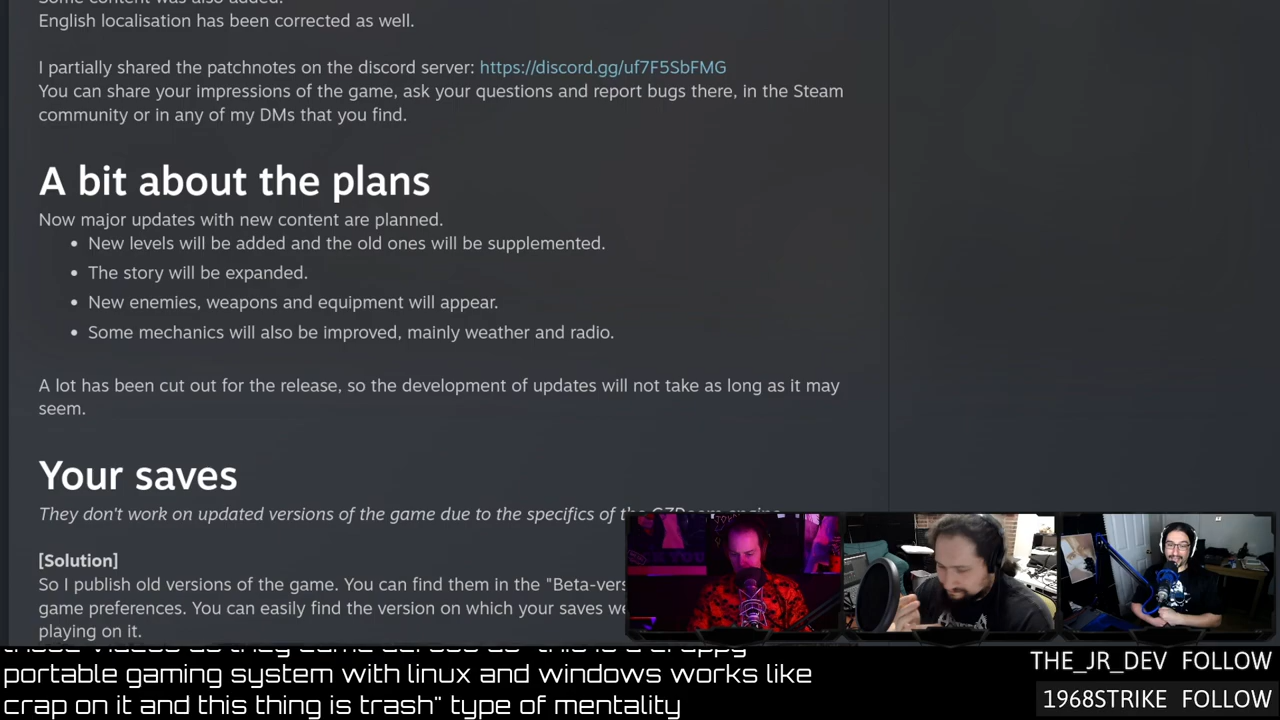 English localisation has been corrected as well.
I partially shared the patchnotes on the discord server: https://discord.gg/uf7F5SbFMG
You can share your impressions of the game, ask your questions and report bugs there, in the Steam
community or in any of my DMs that you find.
A bit about the plans
Now major updates with new content are planned.
• New levels will be added and the old ones will be supplemented.
• The story will be expanded.
• New enemies, weapons and equipment will appear.
• Some mechanics will also be improved, mainly weather and radio.
A lot has been cut out for the release, so the development of updates will not take as long as it may
seem.
Your saves
They don't work on updated versions of the game due to the specifics of the GZDoom engine.
[Solution]
So I publish old versions of the game. You can find them in the "Beta-vers
game preferences. You can easily find the version on which your saves we
playing on it.
portable gaming system with linux and windows works like
crap on it and this thing is trash" type of mentality
THE_JR_DEV FOLLOW
1968STRIKE FOLLOW